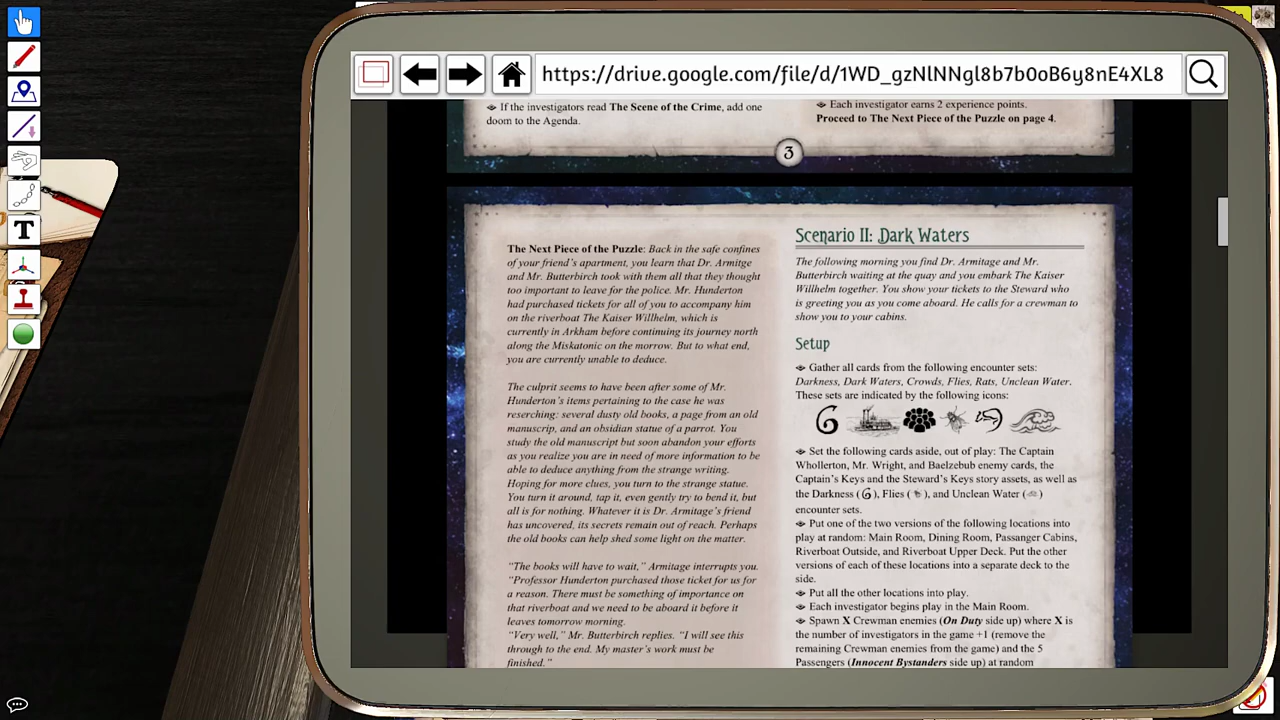 https://drive.google.com/file/d/1WD_gzNlNNgl8b7b0oB6y8nE4XL8
If the investigators read The Scene of the Crime, add one
doom to the Agenda.
Each investigator earns 2 experience points.
Proceed to The Next Piece of the Puzzle on page 4.
3
The Next Piece of the Puzzle: Back in the safe confines
of your friend's apartment, you learn that Dr. Armitge
and Mr. Butterbirch took with them all that they thought
too important to leave for the police. Mr. Hunderton
had purchased tickets for all of you to accompany him
on the riverboat The Kaiser Willhelm, which is
currently in Arkham before continuing its journey north
along the Miskatonic on the morrow. But to what end,
you are currently unable to deduce.
The culprit seems to have been after some of Mr.
Hunderton's items pertaining to the case he was
reserching: several dusty old books, a page from an old
manuscrip, and an obsidian statue of a parrot. You
study the old manuscript but soon abandon your efforts
as you realize you are in need of more information to be
able to deduce anything from the strange writing.
Hoping for more clues, you turn to the strange statue.
You turn it around, tap it, even gently try to bend it, but
all is for nothing. Whatever it is Dr. Armitage's friend
has uncovered, its secrets remain out of reach. Perhaps
the old books can help shed some light on the matter.
"The books will have to wait," Armitage interrupts you.
"Professor Hunderton purchased those ticket for us for
a reason. There must be something of importance on
that riverboat and we need to be aboard it before it
leaves tomorrow morning.
"Very well," Mr. Butterbirch replies. "I will see this
through to the end. My master's work must be
finished."
Scenario II: Dark Waters
The following morning you find Dr. Armitage and Mr.
Butterbirch waiting at the quay and you embark The Kaiser
Willhelm together. You show your tickets to the Steward who
is greeting you as you come aboard. He calls for a crewman to
show you to your cabins.
Setup
Gather all cards from the following encounter sets:
Darkness, Dark Waters, Crowds, Flies, Rats, Unclean Water.
These sets are indicated by the following icons:
Set the following cards aside, out of play: The Captain
Whollerton, Mr. Wright, and Baelzebub enemy cards, the
Captain's Keys and the Steward's Keys story assets, as well as
the Darkness ( ), Flies ( ), and Unclean Water ( )
encounter sets.
Put one of the two versions of the following locations into
play at random: Main Room, Dining Room, Passenger Cabins,
Riverboat Outside, and Riverboat Upper Deck. Put the other
versions of each of these locations into a separate deck to the
side.
Put all the other locations into play.
Each investigator begins play in the Main Room.
Spawn X Crewman enemies (On Duty side up) where X is
the number of investigators in the game +1 (remove the
remaining Crewman enemies from the game) and the 5
Passengers (Innocent Bystanders side up) at random
T